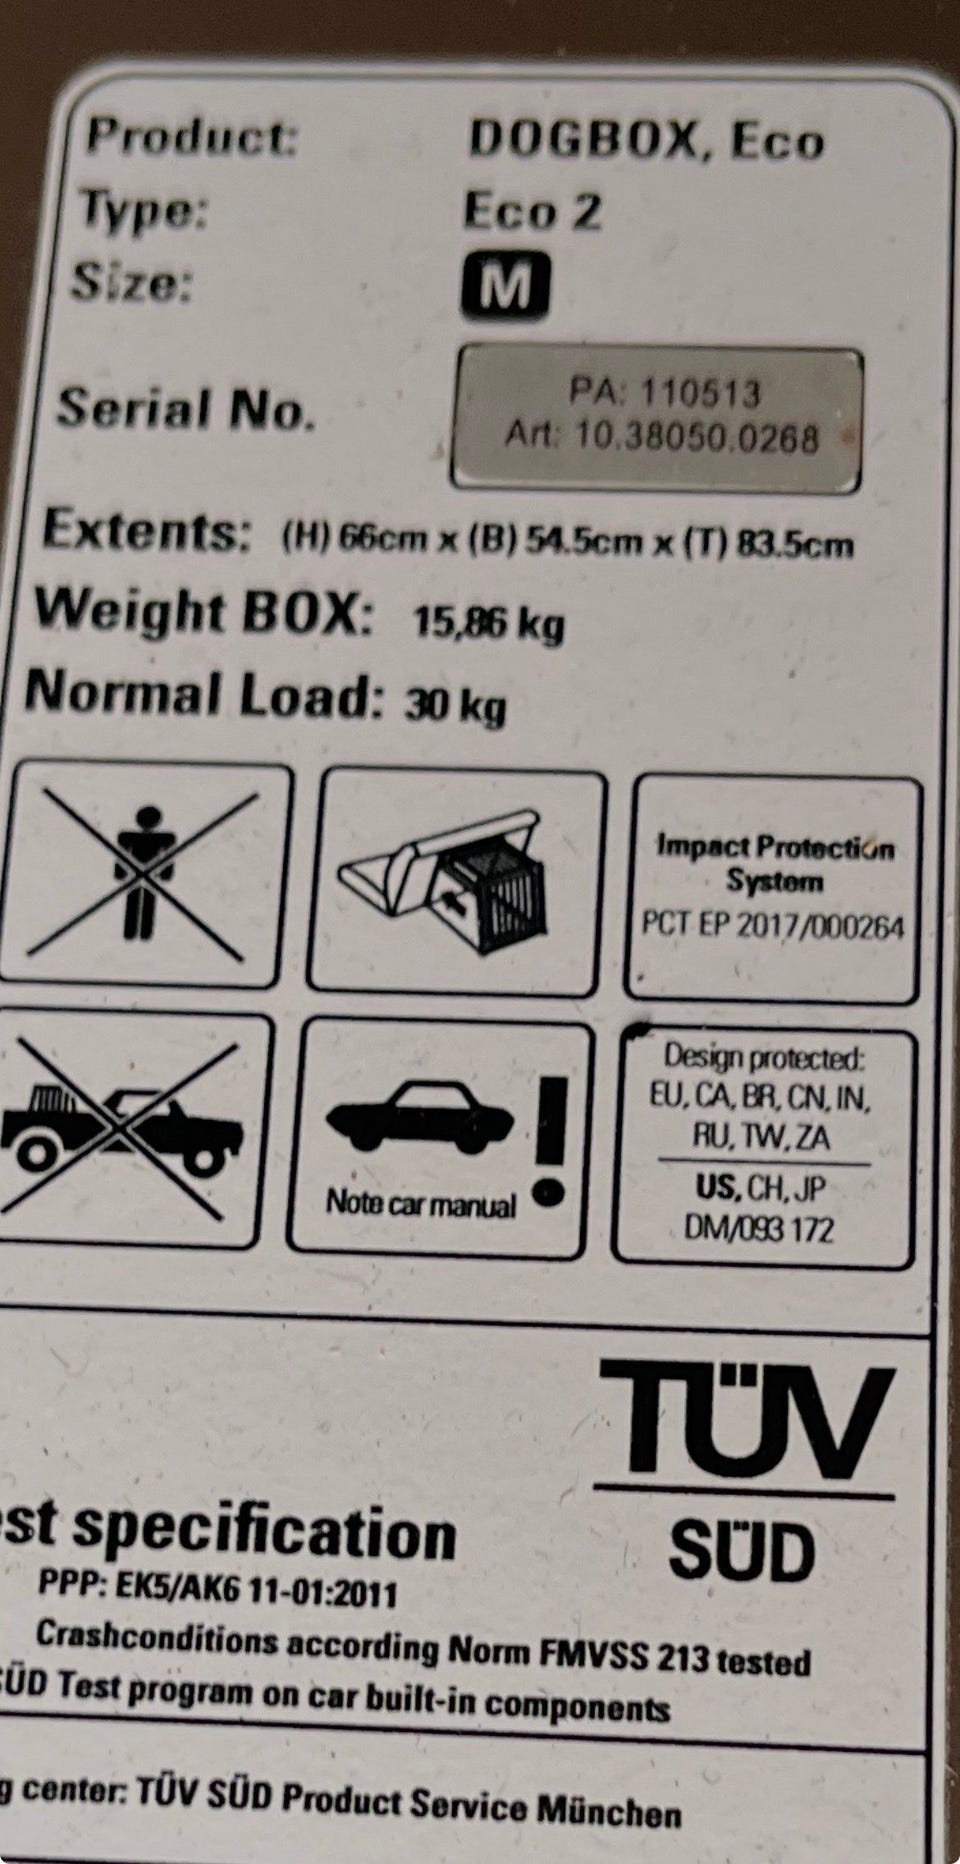 Product: DOGBOX, Eco
Type: Eco 2
Size: M
Serial No. PA: 110513
Art: 10.38050.0268
Extents: (H) 66cm x (B) 54.5cm x (T) 83.5cm
Weight BOX: 15,86 kg
Normal Load: 30 kg
Impact Protection
System
PCT EP 2017/000264
Note car manual
Design protected:
EU, CA, BR, CN, IN,
RU, TW, ZA
US, CH, JP
DM/093 172
TÜV
SÜD
st specification
PPP: EK5/AK6 11-01:2011
Crashconditions according Norm FMVSS 213 tested
SÜD Test program on car built-in components
g center: TÜV SÜD Product Service München